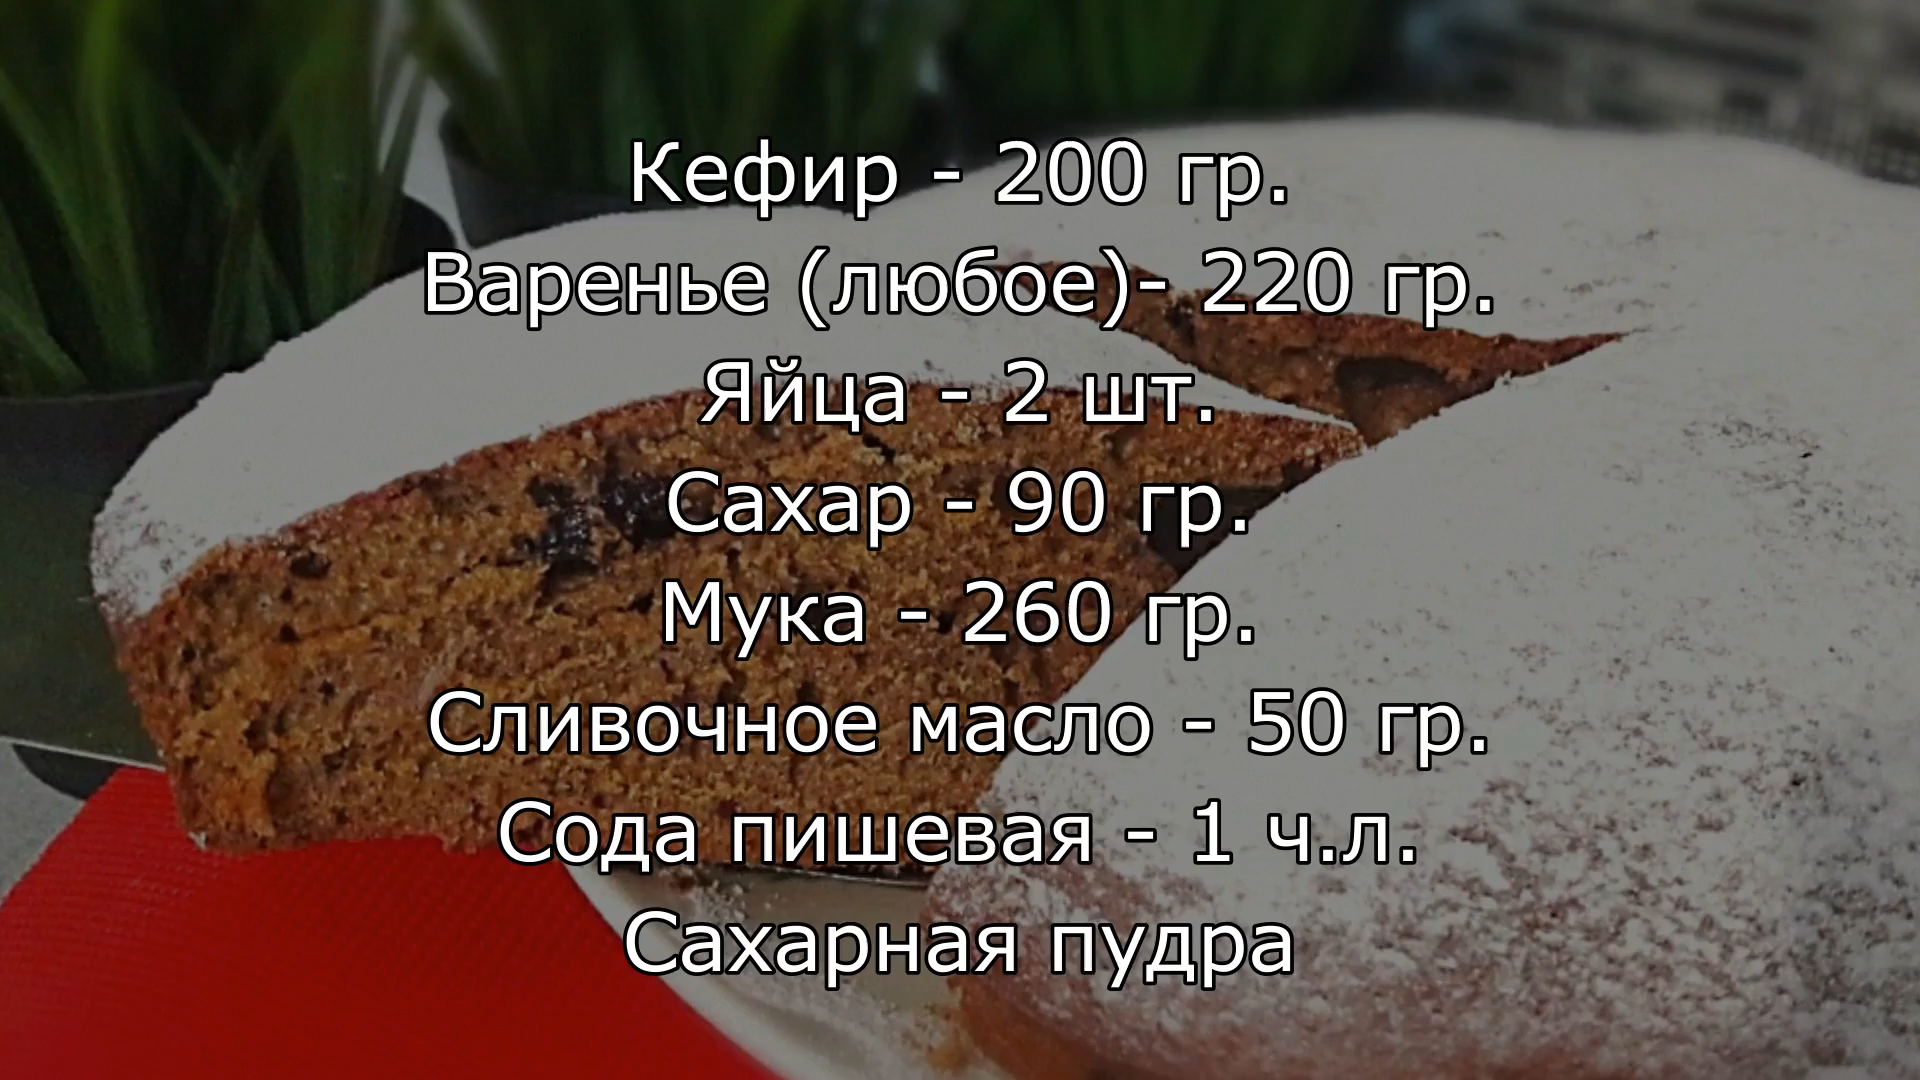 Кефир - 200 гр.
Варенье (любое)- 220 гр.
Яйца - 2 шт.
Сахар - 90 гр.
Мука - 260 гр.
Сливочное масло - 50 гр.
Сода пишевая - 1 ч.л.
Сахарная пудра